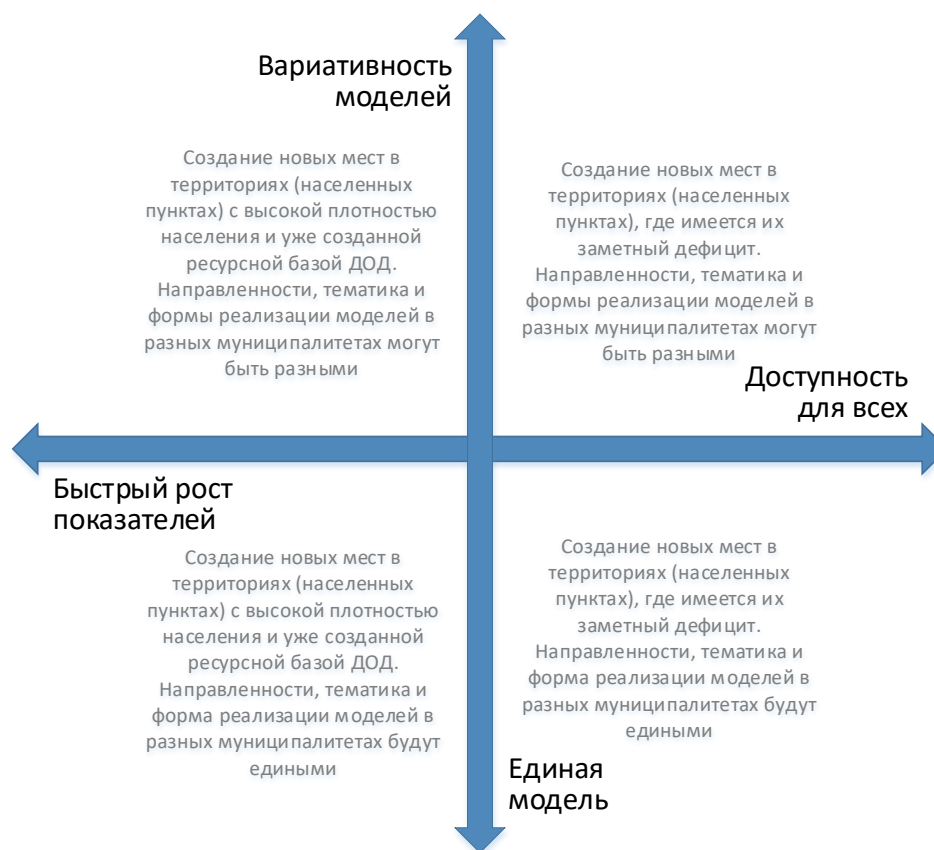 Вариативность
моделей
Создание новых мест в
территориях (населенных
пунктах) с высокой плотностью
населения и уже созданной
ресурсной базой ДОД.
Направленности, тематика и
формы реализации моделей в
разных муниципалитетах могут
быть разными
Создание новых мест в
территориях (населенных
пунктах), где имеется их
заметный дефицит.
Направленности, тематика и
формы реализации моделей в
разных муниципалитетах могут
быть разными
Доступность
для всех
Быстрый рост
показателей
Создание новых мест в
территориях (населенных
пунктах) с высокой плотностью
населения и уже созданной
ресурсной базой ДОД.
Направленности, тематика и
форма реализации моделей в
разных муниципалитетах будут
едиными
Создание новых мест в
территориях (населенных
пунктах), где имеется их
заметный дефицит.
Направленности, тематика и
форма реализации моделей в
разных муниципалитетах будут
едиными
Единая
модель